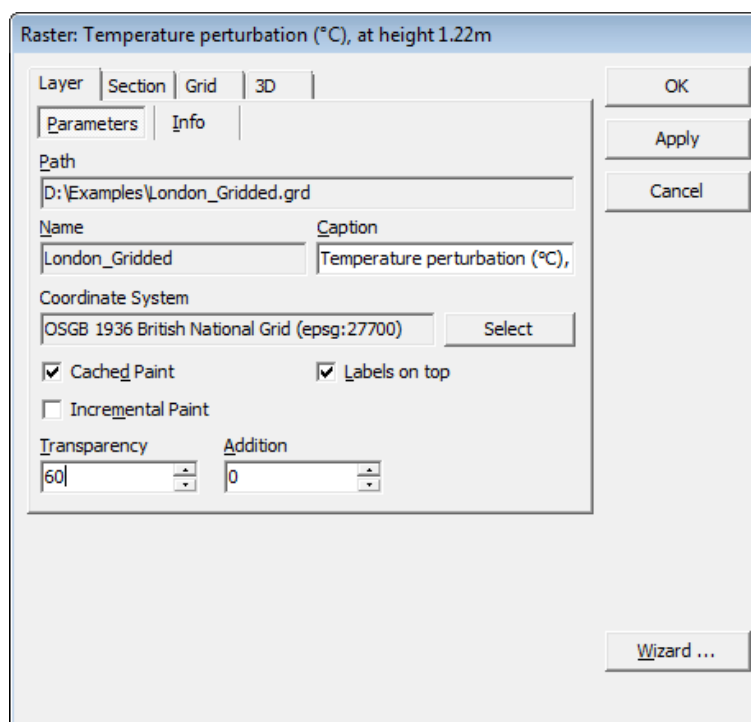 Raster: Temperature perturbation (°C), at height 1.22m
Layer Section Grid 3D
OK
Parameters Info
Apply
Path
D:\Examples\London_Gridded.grd
Cancel
Name Caption
London_Gridded Temperature perturbation (°C),
Coordinate System
OSGB 1936 British National Grid (epsg:27700) Select
Cached Paint Labels on top
Incremental Paint
Transparency Addition
60 0
Wizard ...